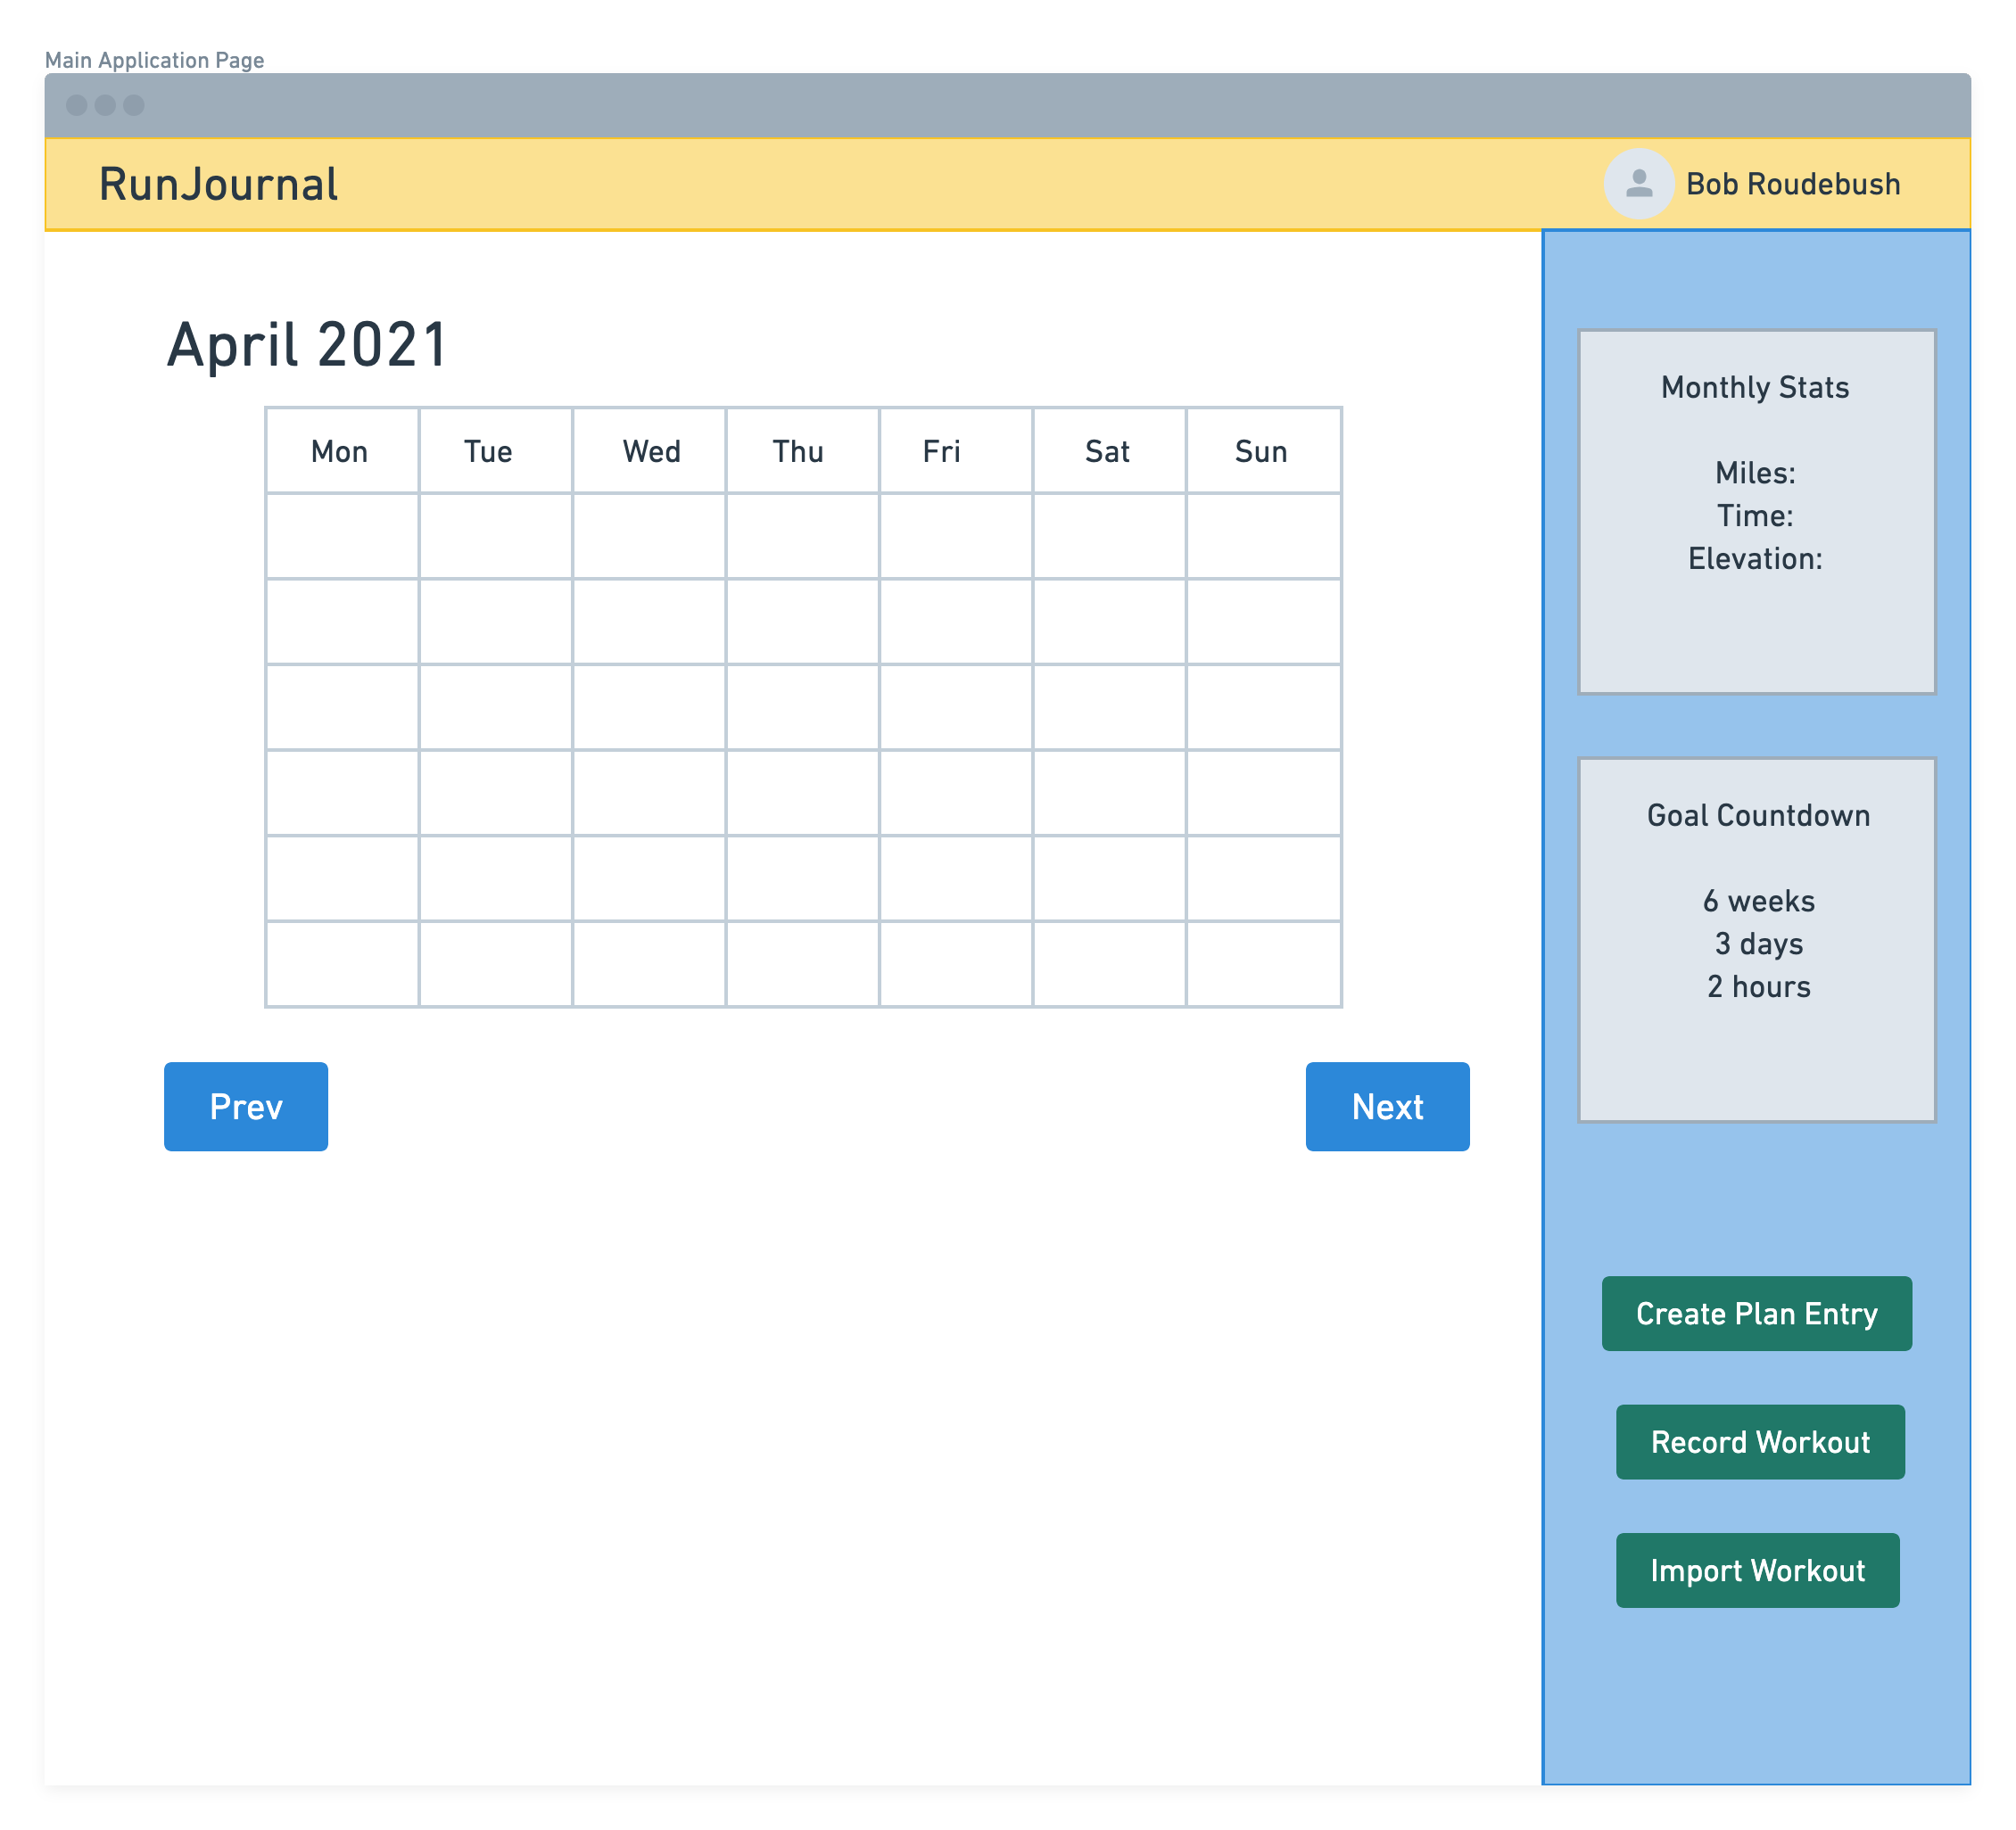 Main Application Page
RunJournal
Bob Roudebush
April 2021
Mon Tue Wed Thu Fri Sat Sun
Prev
Next
Monthly Stats
Miles:
Time:
Elevation:
Goal Countdown
6 weeks
3 days
2 hours
Create Plan Entry
Record Workout
Import Workout